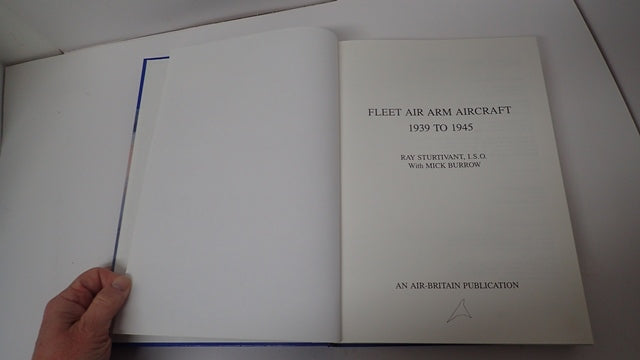 FLEET AIR ARM AIRCRAFT
1939 TO 1945
RAY STURTIVANT, I.S.O.
With MICK BURROW
AN AIR-BRITAIN PUBLICATION